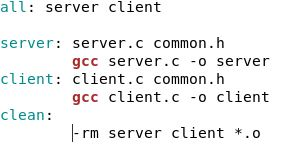 all: server client

server: server.c common.h
        gcc server.c -o server
client: client.c common.h
        gcc client.c -o client
clean:
        -rm server client *.o